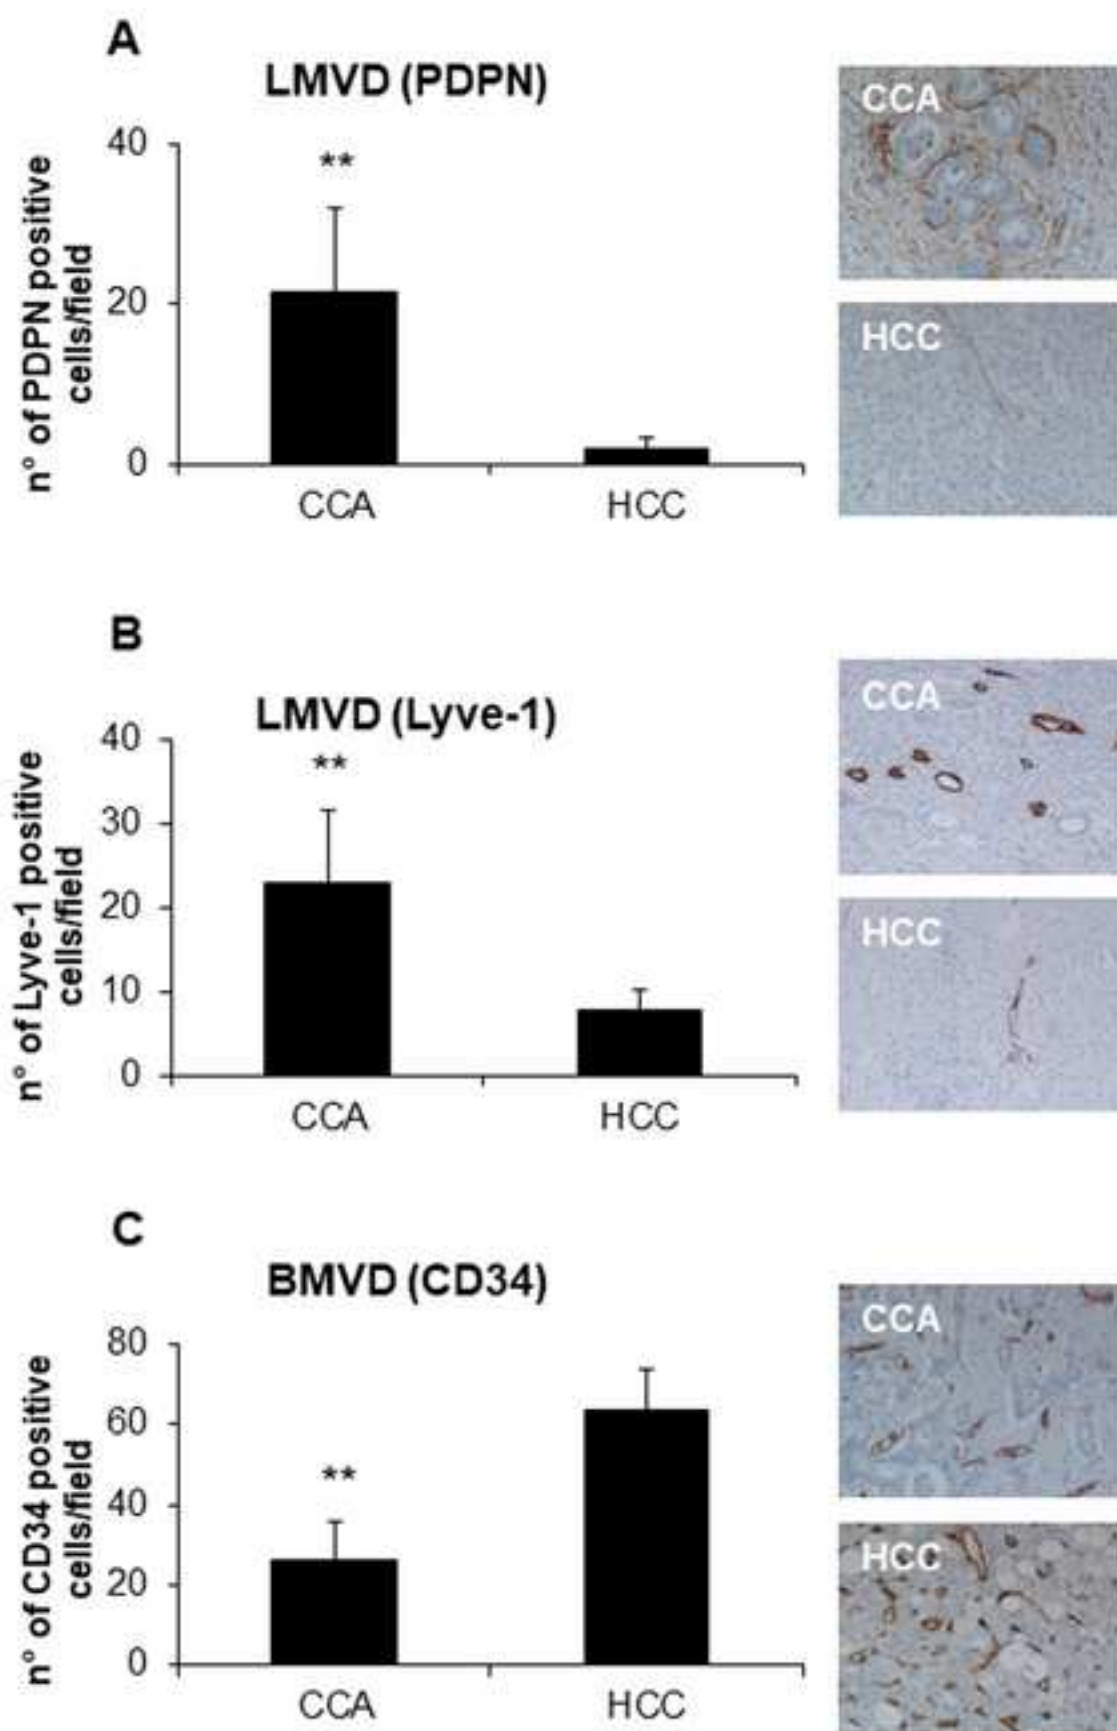 A
LMVD (PDPN)
n° of PDPN positive
cells/field
40
20
0
**
CCA
HCC
CCA
HCC
B
LMVD (Lyve-1)
n° of Lyve-1 positive
cells/field
40
30
20
10
0
**
CCA
HCC
CCA
HCC
C
BMVD (CD34)
n° of CD34 positive
cells/field
80
60
40
20
0
**
CCA
HCC
CCA
HCC